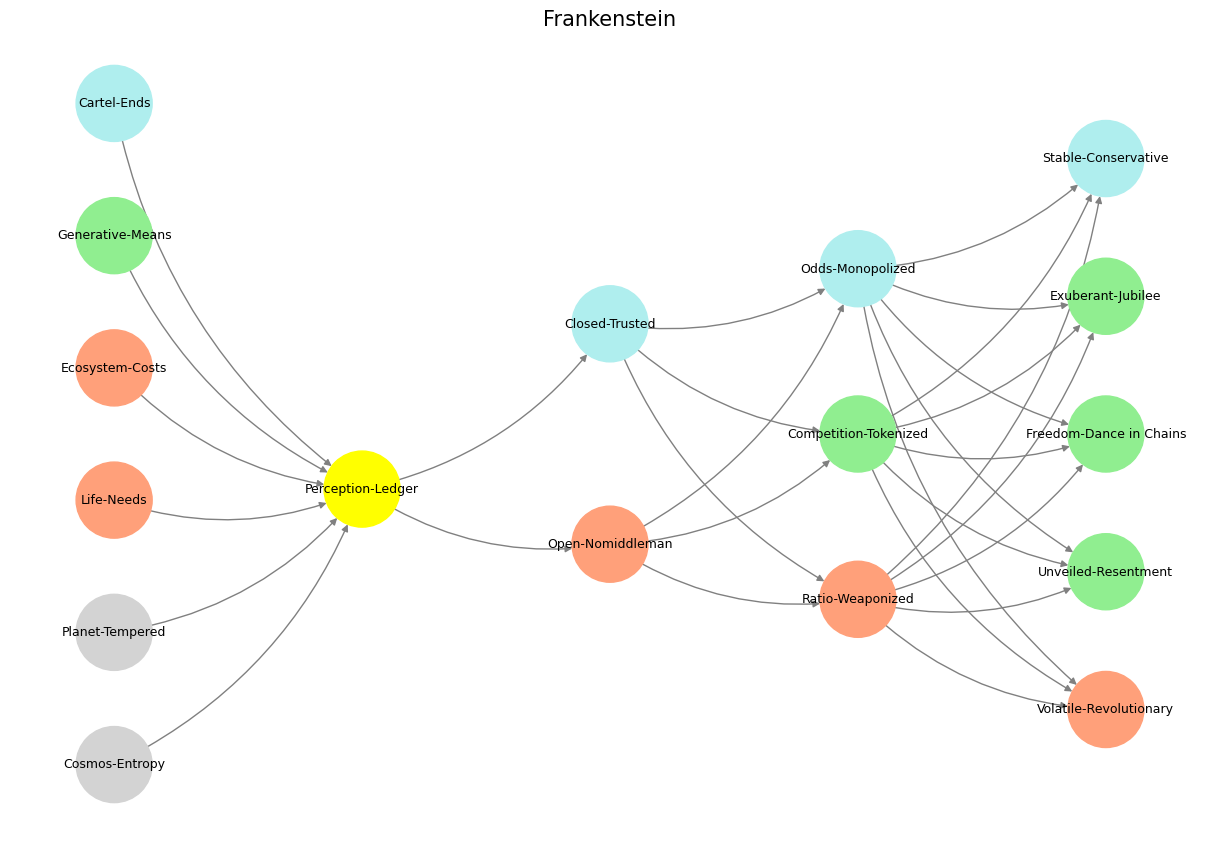 Frankenstein
Cartel-Ends
Generative-Means
Ecosystem-Costs
Life-Needs
Planet-Tempered
Cosmos-Entropy
Perception-Ledger
Closed-Trusted
Open-Nomiddleman
Odds-Monopolized
Competition-Tokenized
Ratio-Weaponized
Stable-Conservative
Exuberant-Jubilee
Freedom-Dance in Chains
Unveiled-Resentment
Volatile-Revolutionary